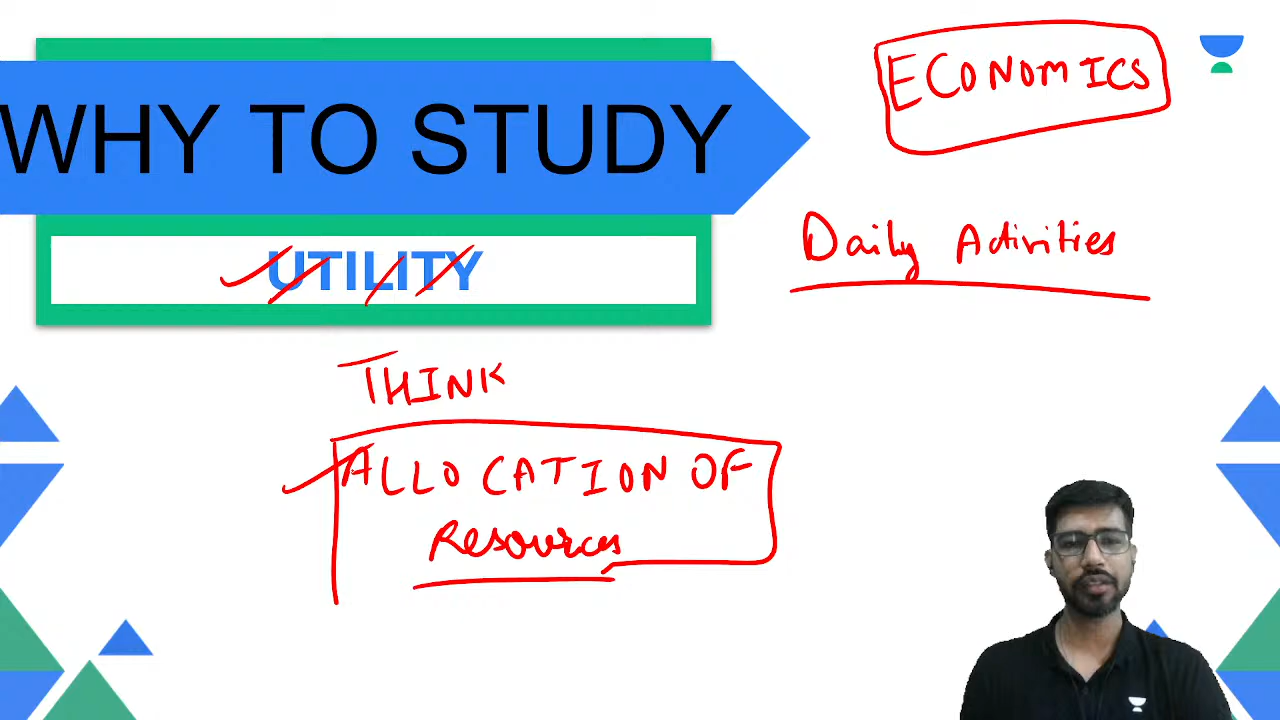 WHY TO STUDY
UTILITY
ECONOMICS
Daily Activities
THINK
ALLOCATION OF
Resources